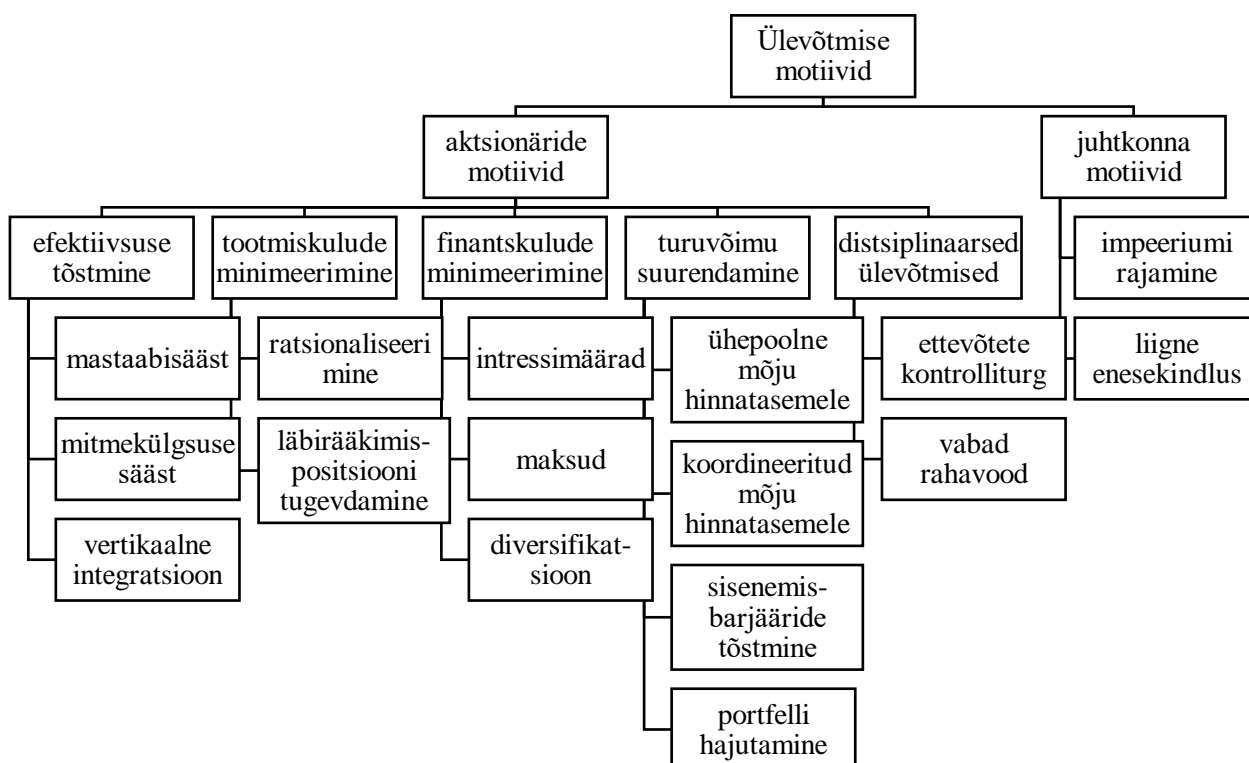 Ülevõtmise
motiivid
aktsionäride
motiivid
juhtkonna
motiivid
efektiivsuse
tõstmine
tootmiskulude
minimeerimine
finantskulude
minimeerimine
turuvõimu
suurendamine
distsiplinaarsed
ülevõtmised
impeeriumi
rajamine
mastaabisääst
ratsionaliseeri
mine
intressimäärad
ühepoolne
mõju
hinnatasemele
ettevõtete
kontrolliturg
liigne
enesekindlus
mitmekülgsuse
sääst
läbirääkimis-
positsiooni
tugevdamine
maksud
koordineeritud
mõju
hinnatasemele
vabad
rahavood
vertikaalne
integratsioon
diversifikat-
sioon
sisenemis-
barjääride
tõstmine
portfelli
hajutamine